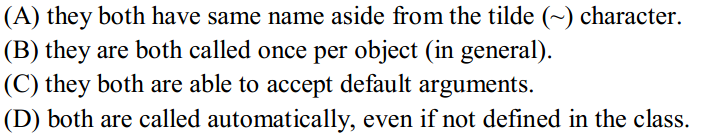 (A) they both have same name aside from the tilde (~) character.
(B) they are both called once per object (in general).
(C) they both are able to accept default arguments.
(D) both are called automatically, even if not defined in the class.